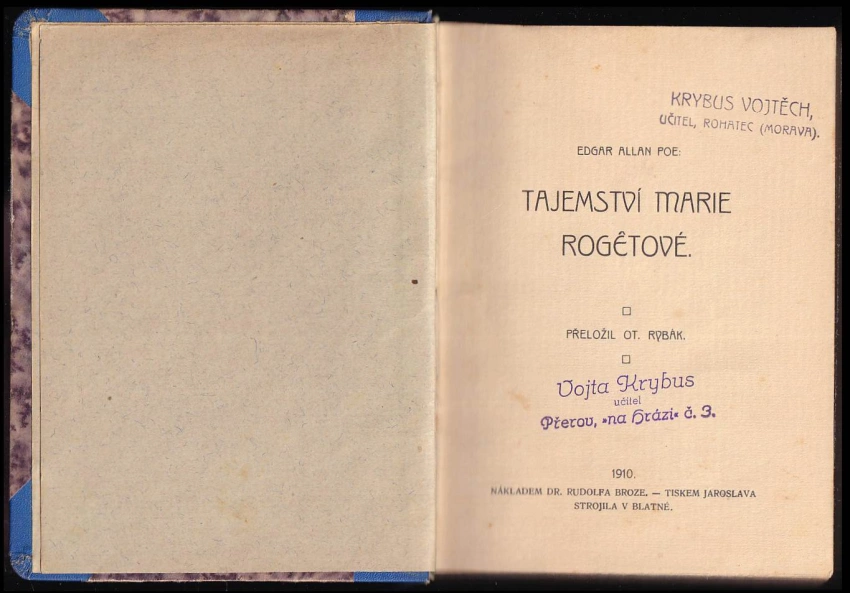 KRYBUS VOJTĚCH,
UČITEL, ROHATEC (MORAVA).
EDGAR ALLAN POE:
TAJEMSTVÍ MARIE
ROGÊTOVÉ.
PŘELOŽIL OT. RYBÁK.
Vojta Krybus
učitel
Přerov, »na Hrázi« č. 3.
1910.
NÁKLADEM DR. RUDOLFA BROZE. — TISKEM JAROSLAVA
STROJILA V BLATNÉ.